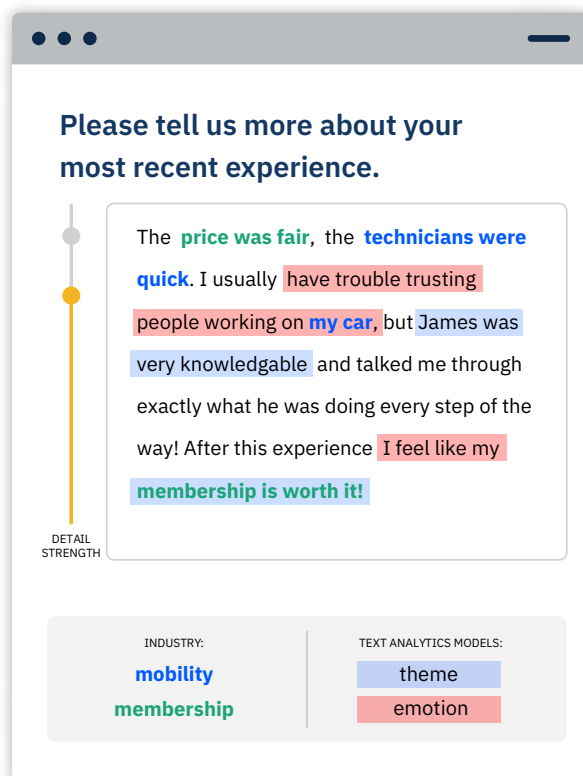 Please tell us more about your
most recent experience.
The price was fair, the technicians were
quick. I usually have trouble trusting
people working on my car, but James was
very knowledgable and talked me through
exactly what he was doing every step of the
way! After this experience I feel like my
membership is worth it!
DETAIL
STRENGTH
INDUSTRY:
mobility
membership
TEXT ANALYTICS MODELS:
theme
emotion